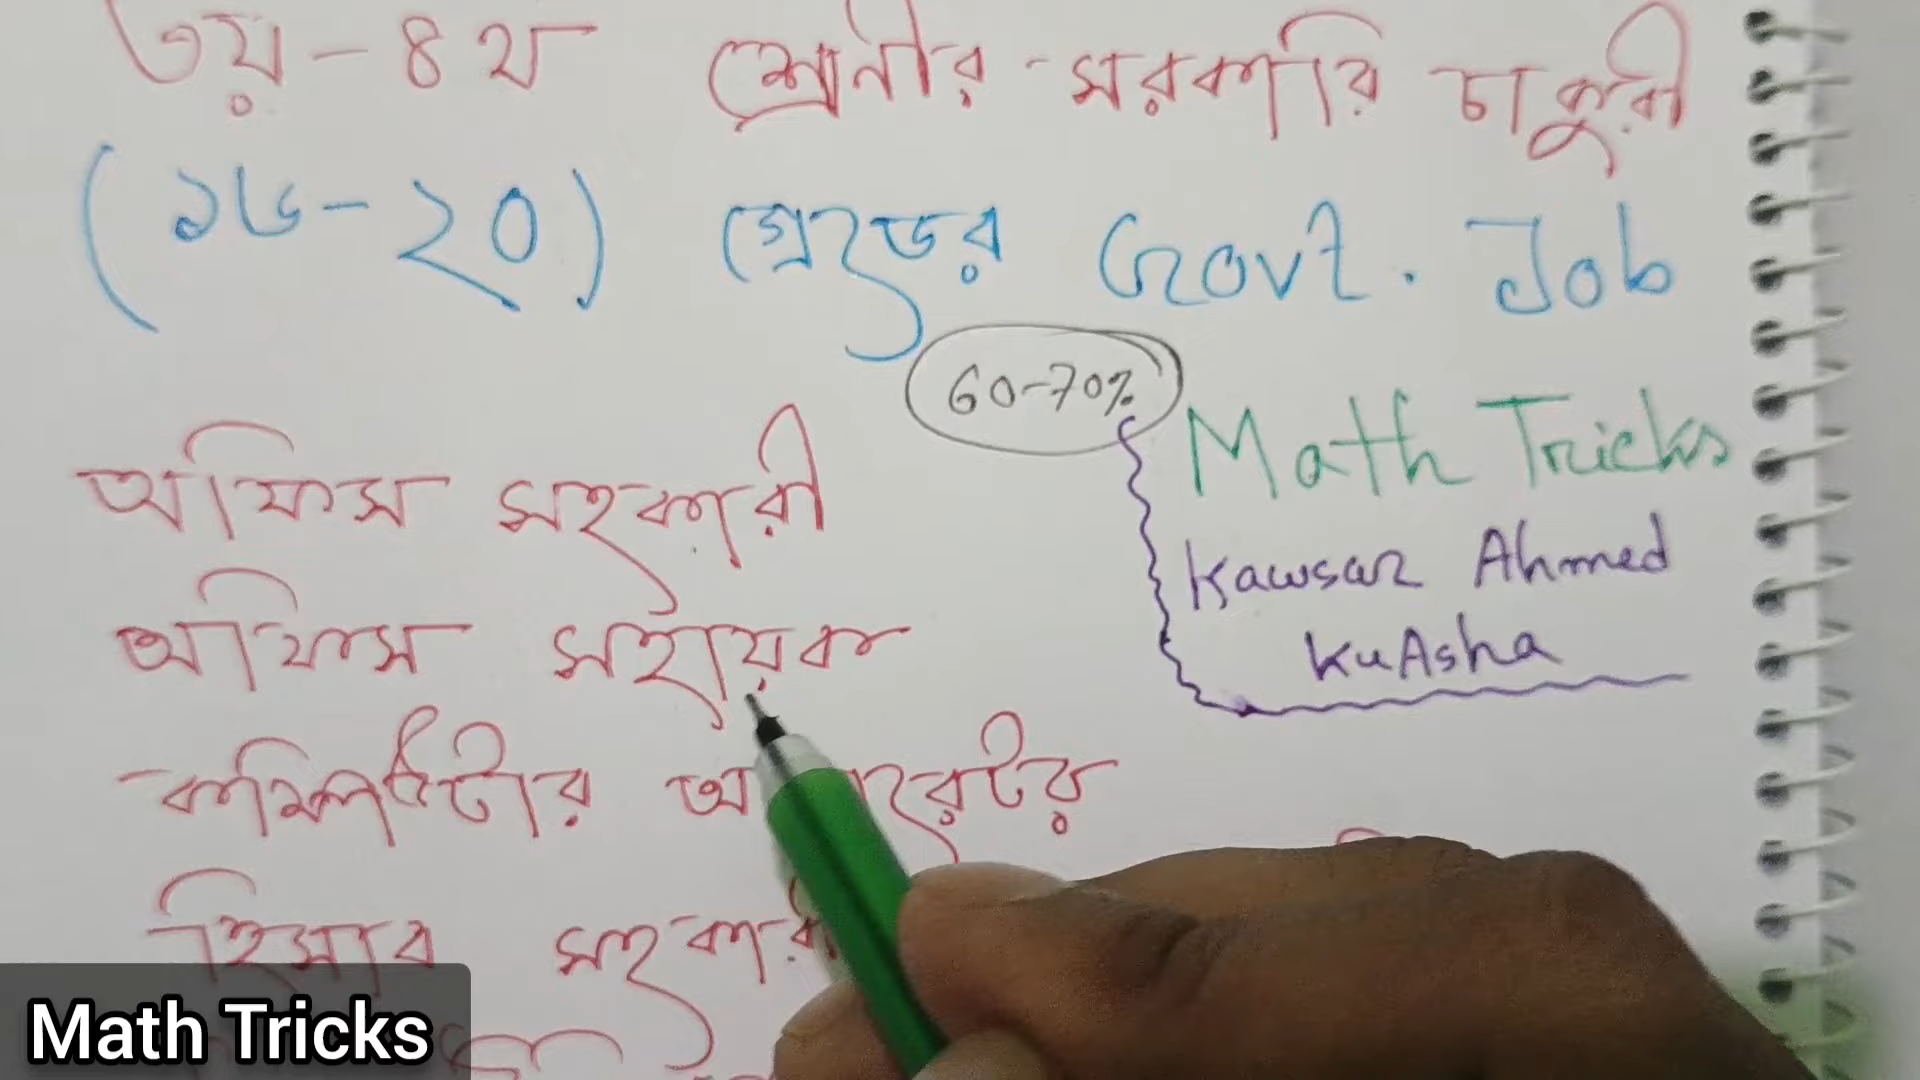 ৩য়-৪র্থ শ্রেনীর সরকারি চাকুরী
(১৬-২০) গ্রেডের Govt. Job
60-70%
Math Tricks
Kawsar Ahmed
KuAsha
অফিস সহকারী
অফিস সহায়ক
কম্পিউটার অপারেটর
হিসাব সহকারী
Math Tricks